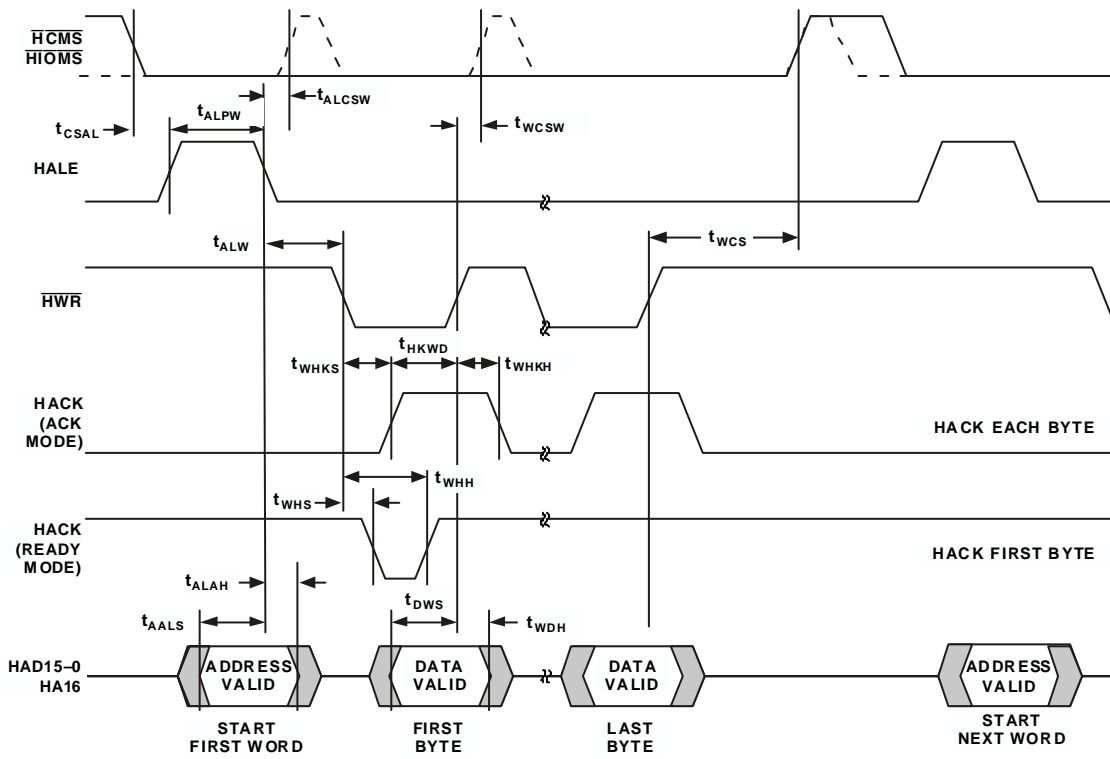 HCMS
HIOMS
tALCSW
tALPW
tCSAL
tWCSW
HALE
tALW
tWCS
HWR
tHKWD
tWHKS
tWHKH
HACK
(ACK
MODE)
HACK EACH BYTE
tWHH
tWHS
HACK
(READY
MODE)
HACK FIRST BYTE
tALAH
tDWS
tAALS
tWDH
HAD15–0
HA16
ADDRESS
VALID
DATA
VALID
DATA
VALID
ADDRESS
VALID
START
FIRST WORD
FIRST
BYTE
LAST
BYTE
START
NEXT WORD